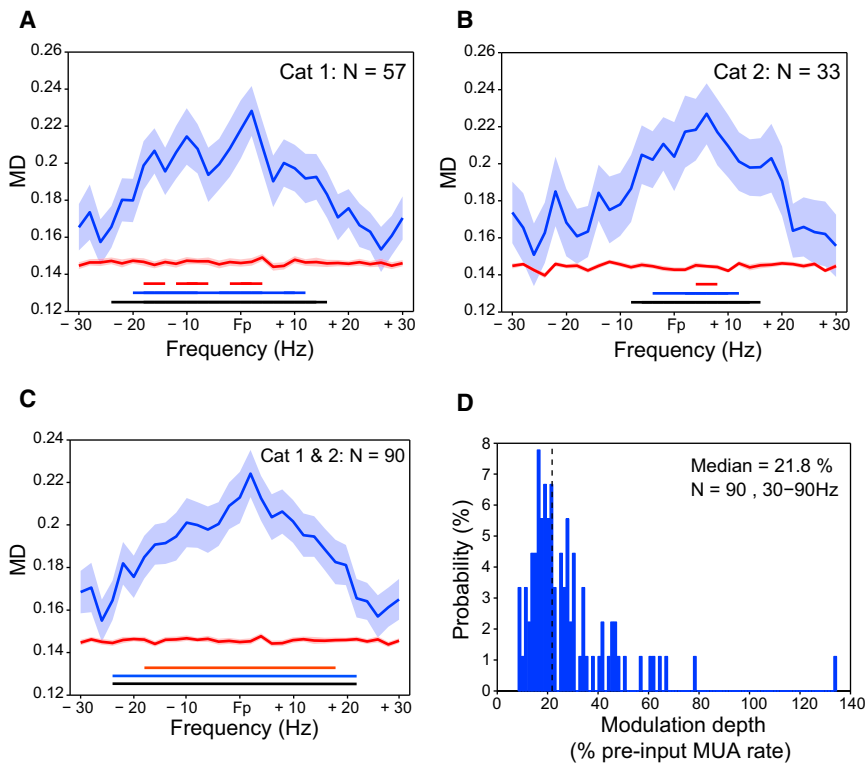 A
Cat 1: N = 57
0.26
0.24
0.22
0.2
0.18
0.16
0.14
0.12
MD
− 30 − 20 − 10 Fp + 10 + 20 + 30
Frequency (Hz)
B
Cat 2: N = 33
0.26
0.24
0.22
0.2
0.18
0.16
0.14
0.12
MD
− 30 − 20 − 10 Fp + 10 + 20 + 30
Frequency (Hz)
C
Cat 1 & 2: N = 90
0.24
0.22
0.2
0.18
0.16
0.14
0.12
MD
− 30 − 20 − 10 Fp + 10 + 20 + 30
Frequency (Hz)
D
Median = 21.8 %
N = 90 , 30−90Hz
8
7
6
5
4
3
2
1
0
Probability (%)
0 20 40 60 80 100 120 140
Modulation depth
(% pre-input MUA rate)